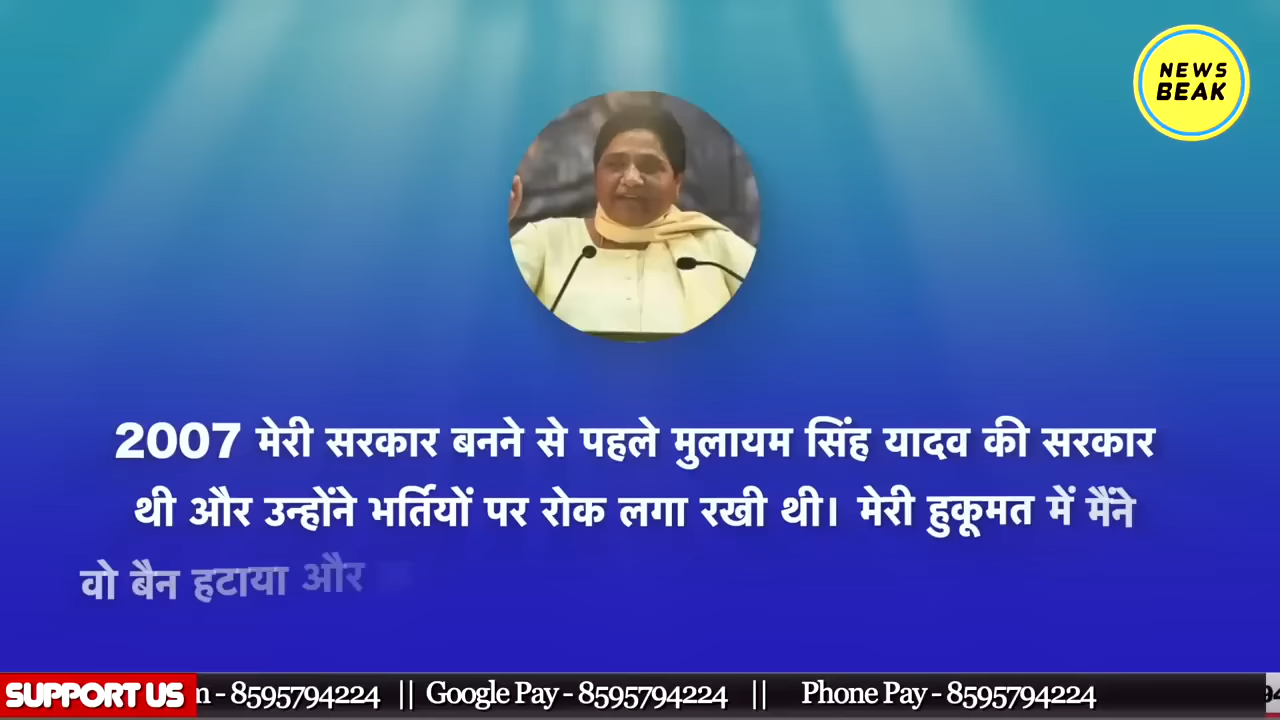 NEWS
BEAK
2007 मेरी सरकार बनने से पहले मुलायम सिंह यादव की सरकार
थी और उन्होंने भर्तियों पर रोक लगा रखी थी। मेरी हुकूमत में मैंने
वो बैन हटाया और
SUPPORT US - 8595794224 || Google Pay - 8595794224 || Phone Pay - 8595794224